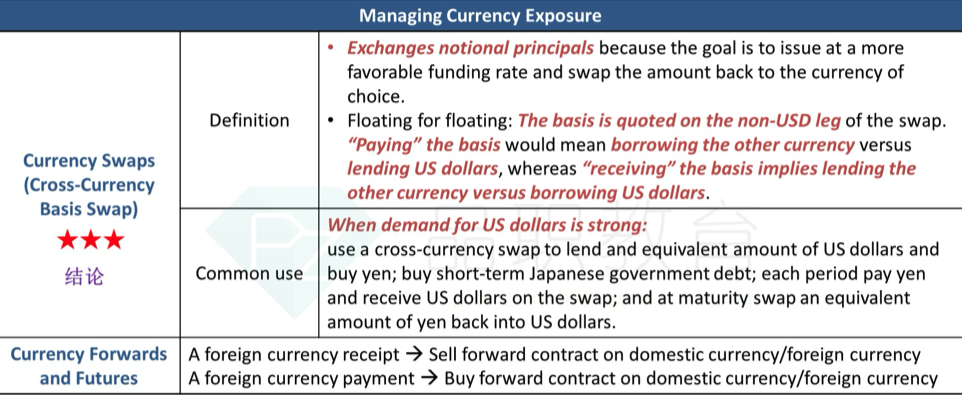 Managing Currency Exposure
Currency Swaps
(Cross-Currency
Basis Swap)
★★★
结论
Definition
• Exchanges notional principals because the goal is to issue at a more
favorable funding rate and swap the amount back to the currency of
choice.
• Floating for floating: The basis is quoted on the non-USD leg of the swap.
“Paying” the basis would mean borrowing the other currency versus
lending US dollars, whereas “receiving” the basis implies lending the
other currency versus borrowing US dollars.
Common use
When demand for US dollars is strong:
use a cross-currency swap to lend and equivalent amount of US dollars and
buy yen; buy short-term Japanese government debt; each period pay yen
and receive US dollars on the swap; and at maturity swap an equivalent
amount of yen back into US dollars.
Currency Forwards
and Futures
A foreign currency receipt → Sell forward contract on domestic currency/foreign currency
A foreign currency payment → Buy forward contract on domestic currency/foreign currency